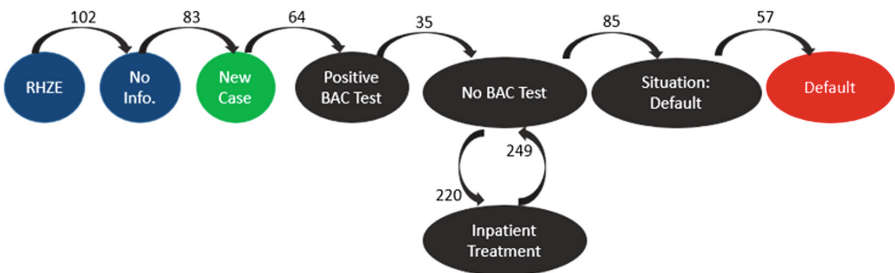 102
83
64
35
85
57
RHZE
No
Info.
New
Case
Positive
BAC Test
No BAC Test
Situation:
Default
Default
249
220
Inpatient
Treatment